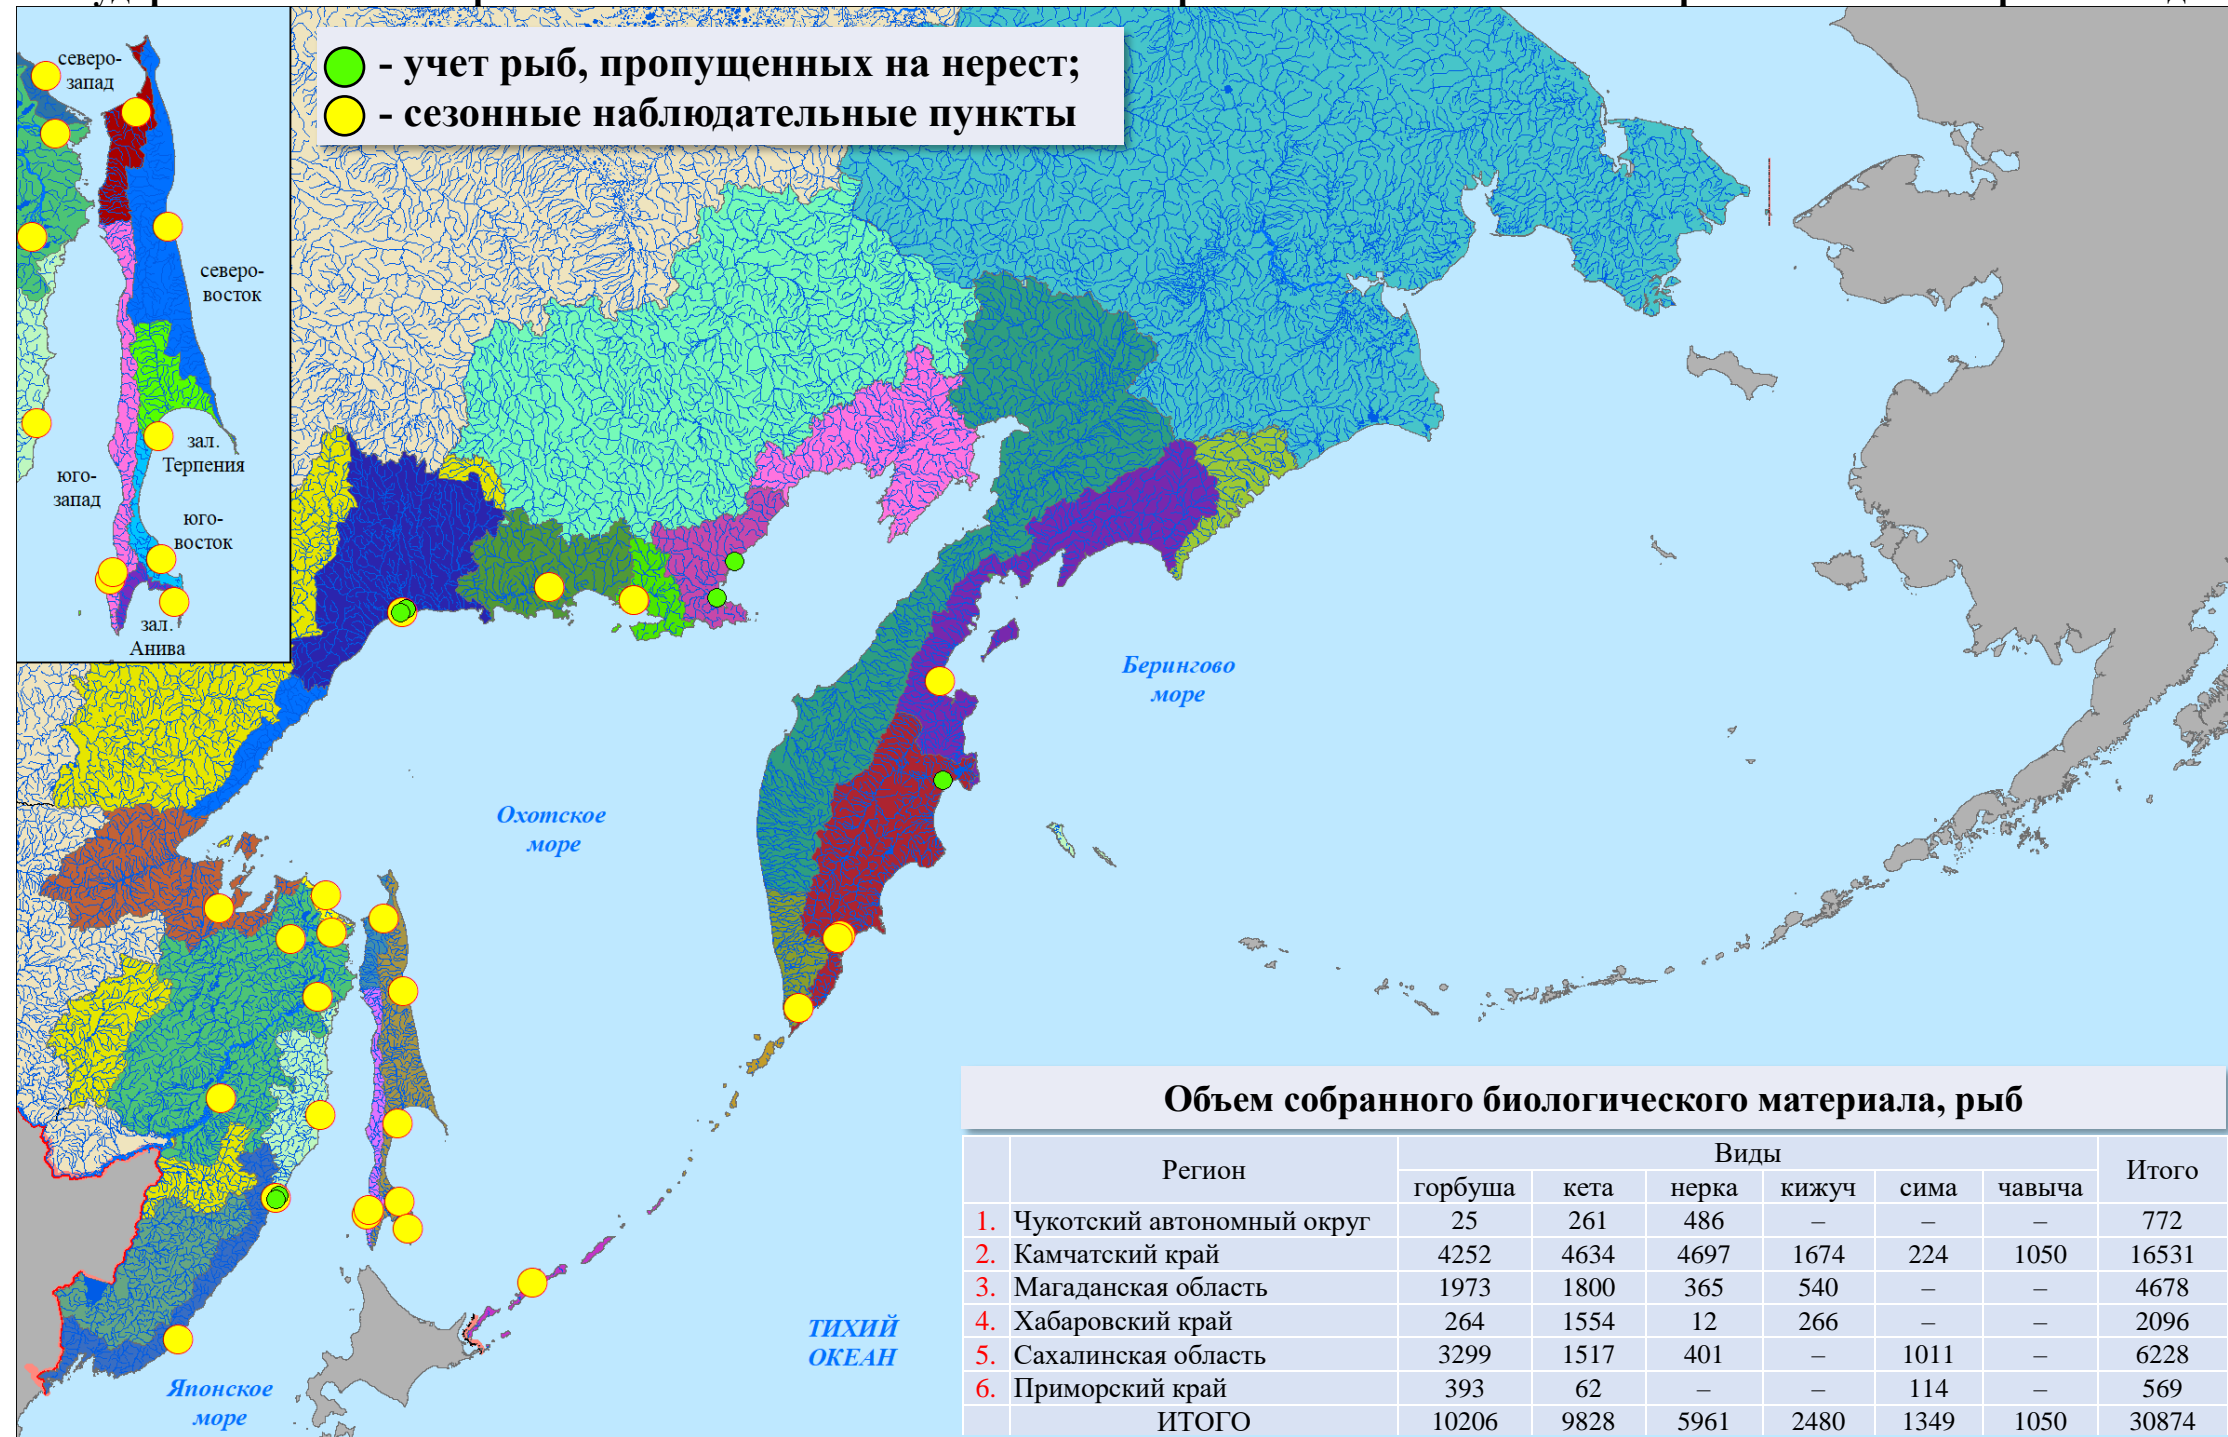 - учет рыб, пропущенных на нерест;
- сезонные наблюдательные пункты
северо-
запад
северо-
восток
зал.
Терпения
юго-
запад
юго-
восток
зал.
Анива
Берингово
море
Охотское
море
ТИХИЙ
ОКЕАН
Японское
море
Объем собранного биологического материала, рыб
Регион Виды Итого
горбуша кета нерка кижуч сима чавыча
1. Чукотский автономный округ 25 261 486 – – – 772
2. Камчатский край 4252 4634 4697 1674 224 1050 16531
3. Магаданская область 1973 1800 365 540 – – 4678
4. Хабаровский край 264 1554 12 266 – – 2096
5. Сахалинская область 3299 1517 401 – 1011 – 6228
6. Приморский край 393 62 – – 114 – 569
ИТОГО 10206 9828 5961 2480 1349 1050 30874